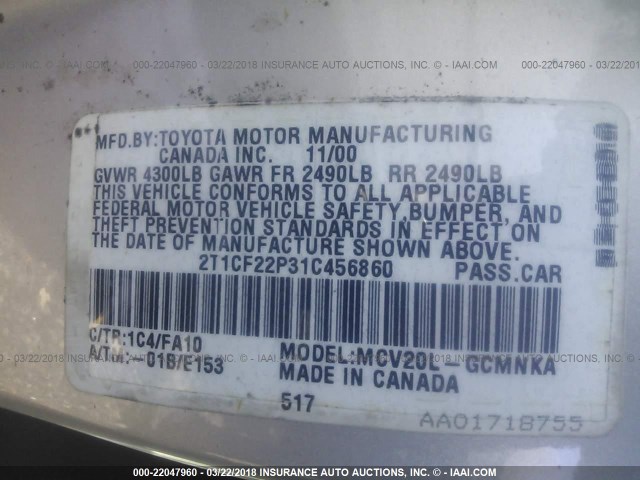 000-22047960 - 03/22/2018 INSURANCE AUTO AUCTIONS, INC. © - IAAI.COM
MFD.BY:TOYOTA MOTOR MANUFACTURING
CANADA INC. 11/00
GVWR 4300LB GAWR FR 2490LB RR 2490LB
THIS VEHICLE CONFORMS TO ALL APPLICABLE
FEDERAL MOTOR VEHICLE SAFETY,BUMPER, AND
THEFT PREVENTION STANDARDS IN EFFECT ON
THE DATE OF MANUFACTURE SHOWN ABOVE.
2T1CF22P31C456860 PASS.CAR
C/TR:1C4/FA10
A/TM:-01B/E153
MODEL:MCV20L-GCMNKA
MADE IN CANADA
517
AA01718755
000-22047960 - 03/22/2018 INSURANCE AUTO AUCTIONS, INC. © - IAAI.COM